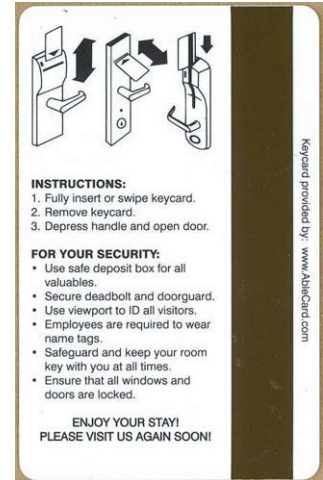 INSTRUCTIONS:
1. Fully insert or swipe keycard.
2. Remove keycard.
3. Depress handle and open door.
FOR YOUR SECURITY:
• Use safe deposit box for all
valuables.
• Secure deadbolt and doorguard.
• Use viewport to ID all visitors.
• Employees are required to wear
name tags.
• Safeguard and keep your room
key with you at all times.
• Ensure that all windows and
doors are locked.
ENJOY YOUR STAY!
PLEASE VISIT US AGAIN SOON!
Keycard provided by: www.AbleCard.com